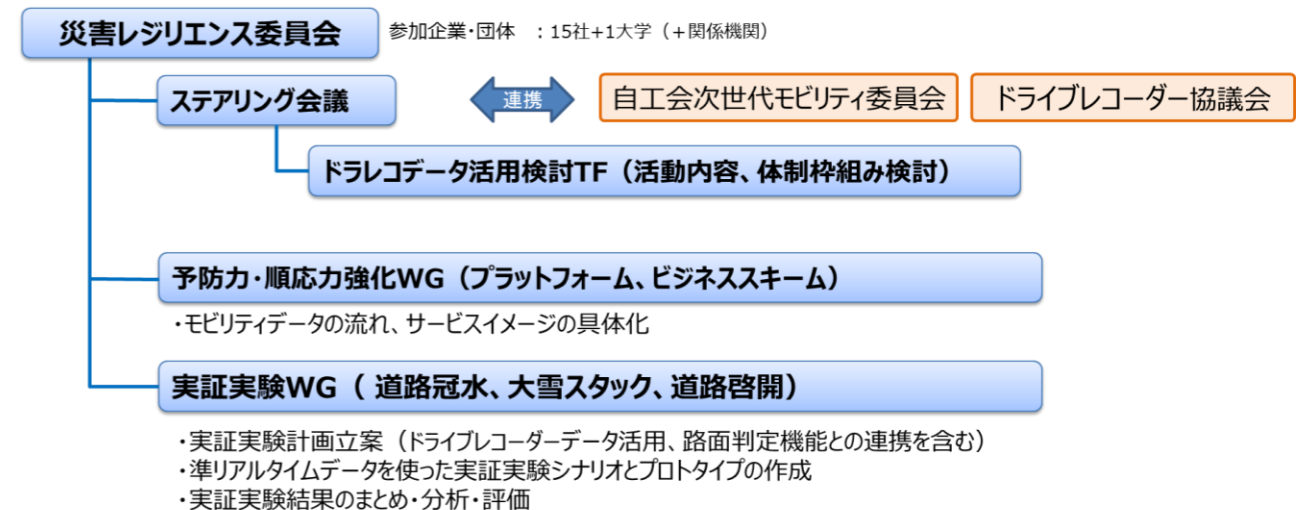 災害レジリエンス委員会 参加企業・団体 ：15社+1大学（+関係機関）
ステアリング会議 連携 自工会次世代モビリティ委員会 ドライブレコーダー協議会
ドラレコデータ活用検討TF（活動内容、体制枠組み検討）
予防力・順応力強化WG（プラットフォーム、ビジネススキーム）
・モビリティデータの流れ、サービスイメージの具体化
実証実験WG（ 道路冠水、大雪スタック、道路啓開）
・実証実験計画立案（ドライブレコーダーデータ活用、路面判定機能との連携を含む）
・準リアルタイムデータを使った実証実験シナリオとプロトタイプの作成
・実証実験結果のまとめ・分析・評価